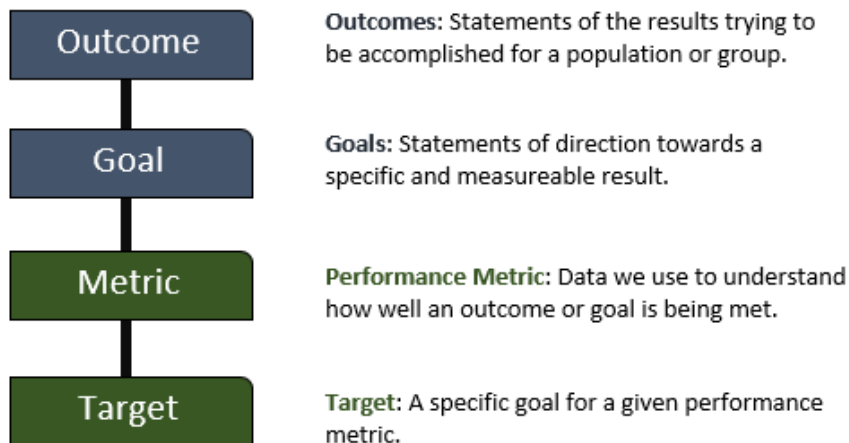 Outcome
Outcomes: Statements of the results trying to
be accomplished for a population or group.
Goal
Goals: Statements of direction towards a
specific and measureable result.
Metric
Performance Metric: Data we use to understand
how well an outcome or goal is being met.
Target
Target: A specific goal for a given performance
metric.